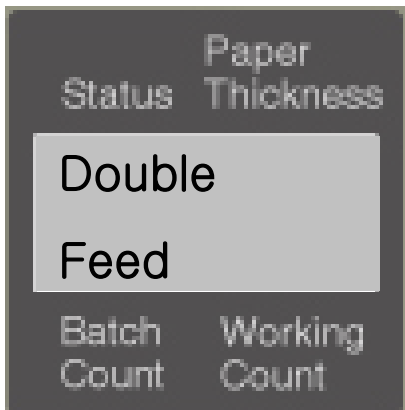 Paper
Status Thickness
Double
Feed
Batch Working
Count Count